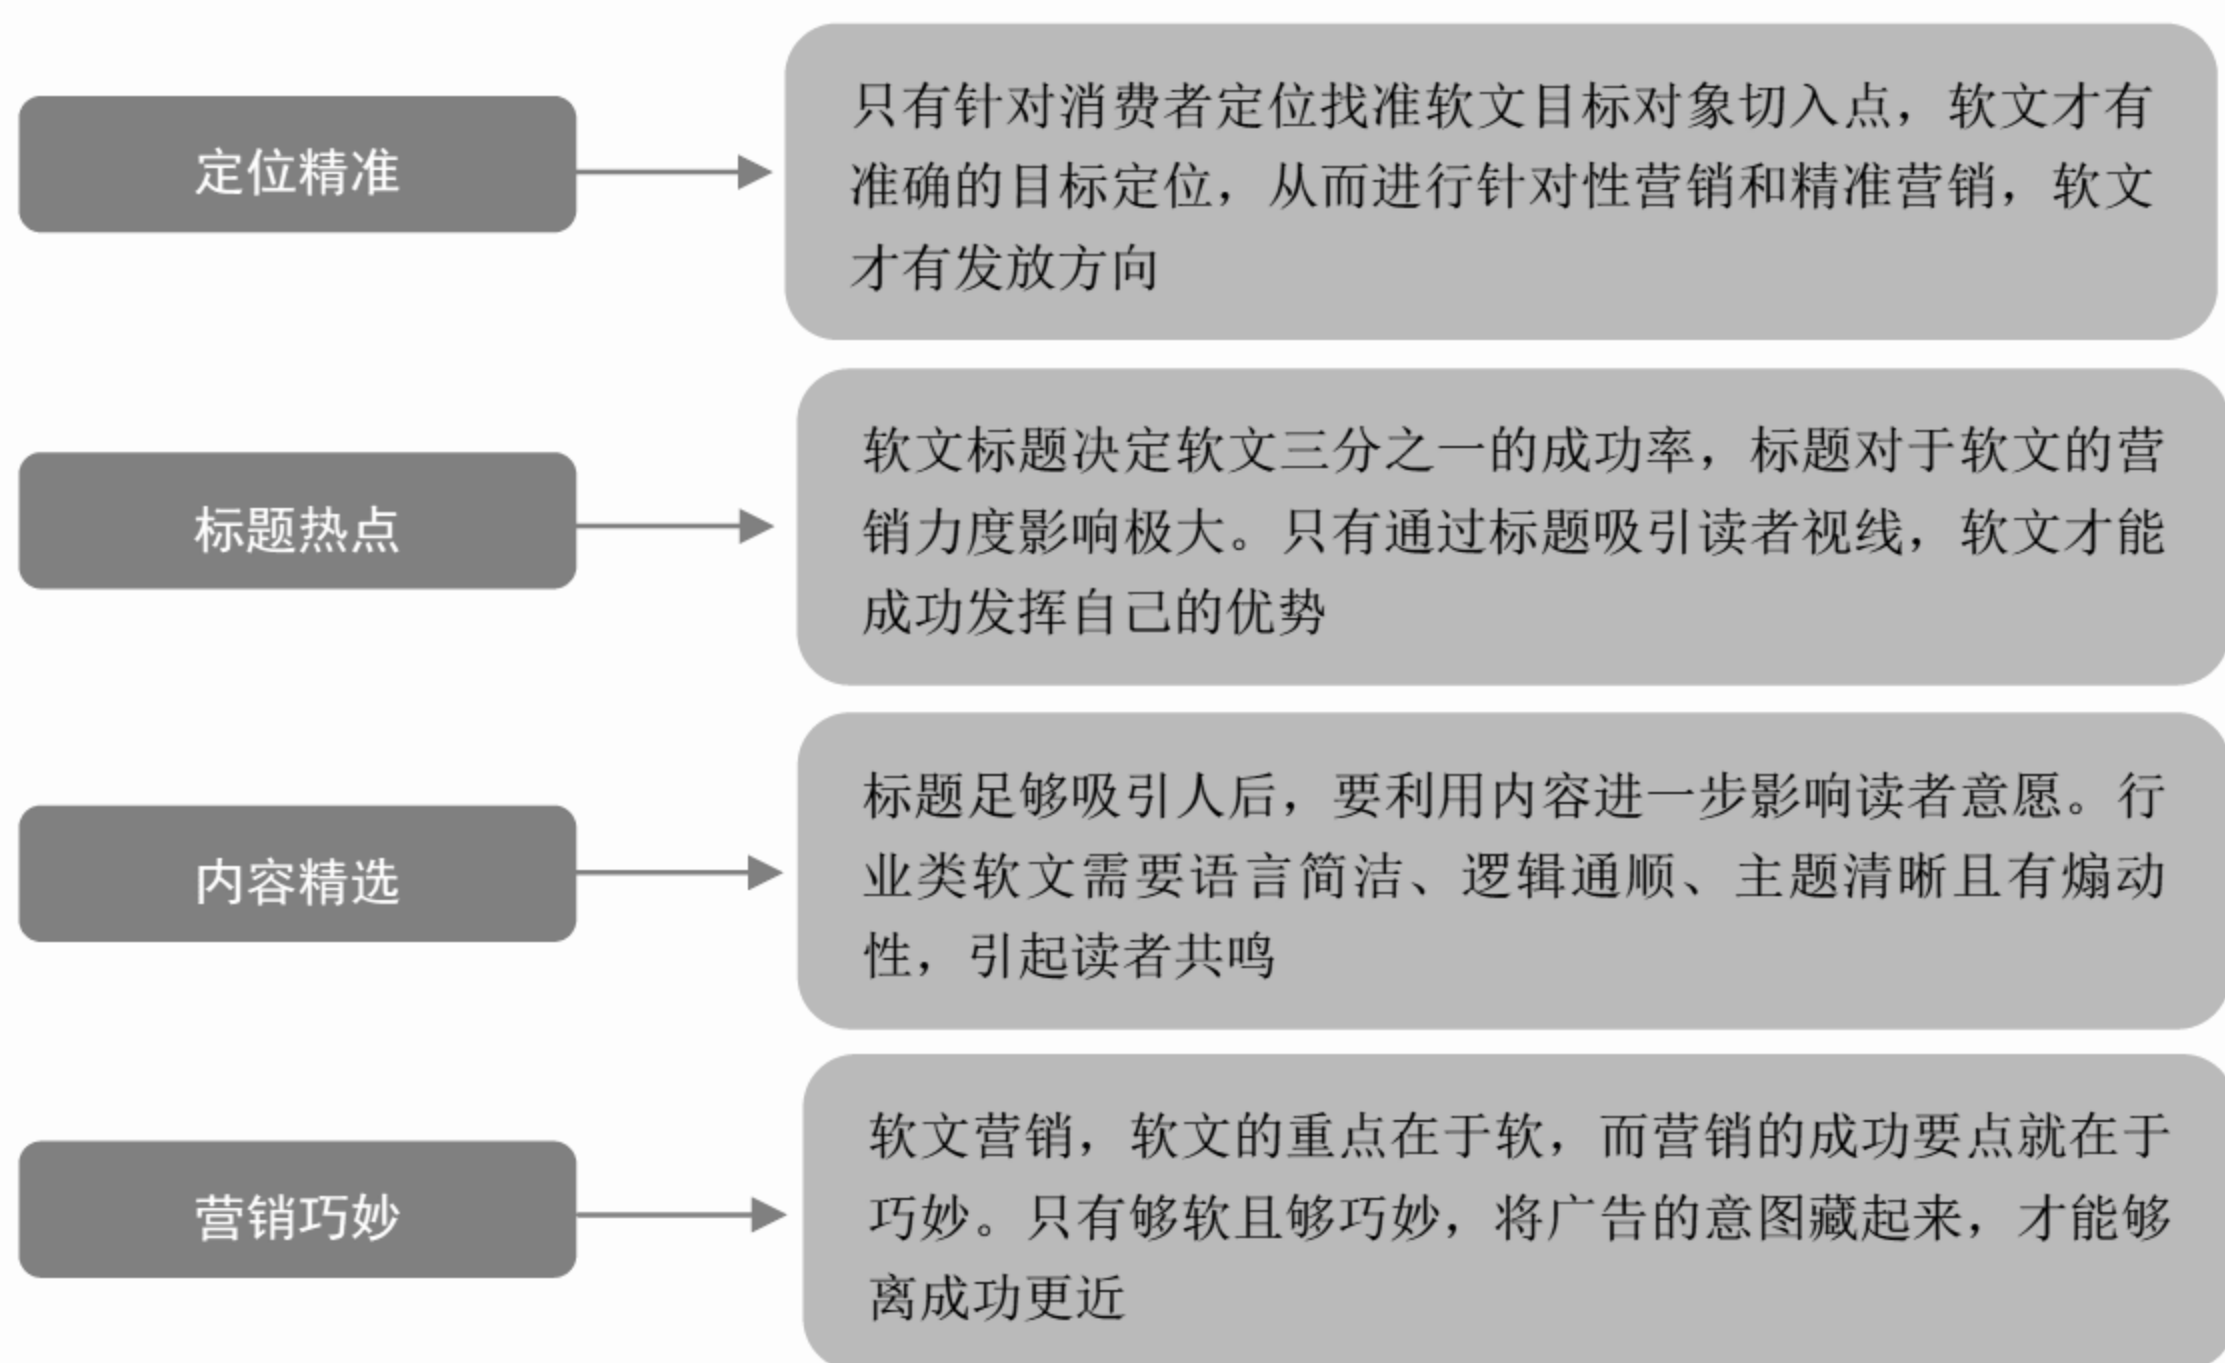 定位精准
只有针对消费者定位找准软文目标对象切入点，软文才有
准确的目标定位，从而进行针对性营销和精准营销，软文
才有发放方向
标题热点
软文标题决定软文三分之一的成功率，标题对于软文的营
销力度影响极大。只有通过标题吸引读者视线，软文才能
成功发挥自己的优势
内容精选
标题足够吸引人后，要利用内容进一步影响读者意愿。行
业类软文需要语言简洁、逻辑通顺、主题清晰且有煽动
性，引起读者共鸣
营销巧妙
软文营销，软文的重点在于软，而营销的成功要点就在于
巧妙。只有够软且够巧妙，将广告的意图藏起来，才能够
离成功更近